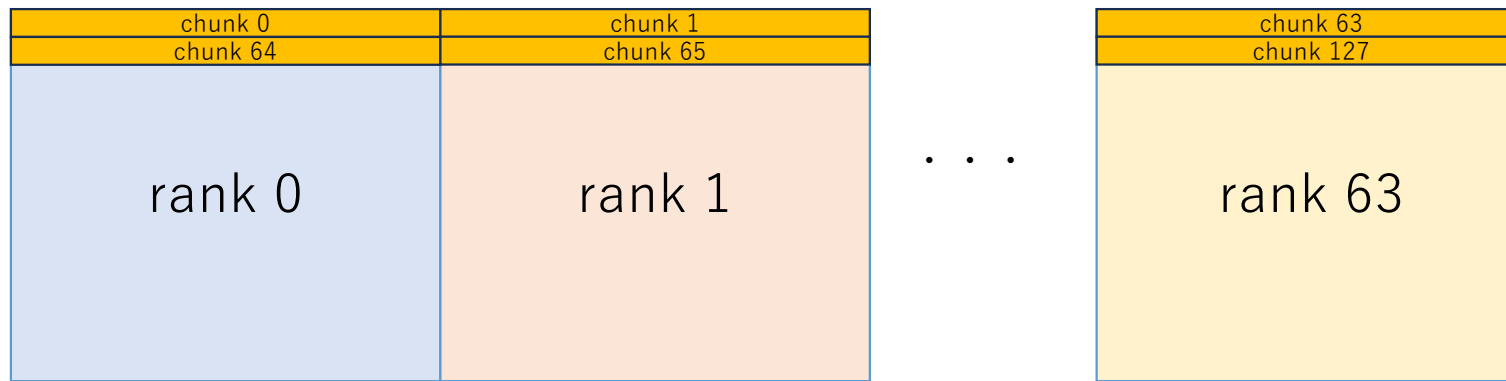 chunk 0
chunk 1
chunk 63
chunk 64
chunk 65
chunk 127
rank 0
rank 1
· · ·
rank 63